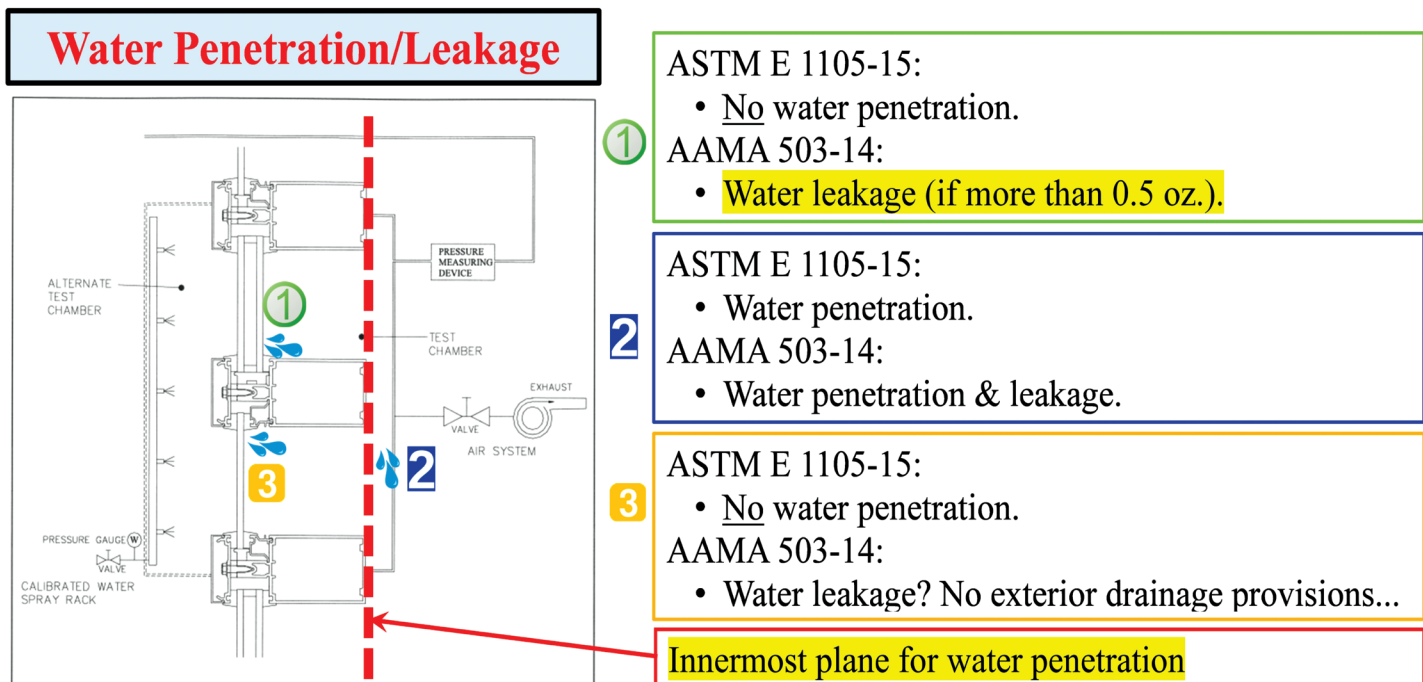 Water Penetration/Leakage
ALTERNATE
TEST
CHAMBER
1
3
2
PRESSURE
MEASURING
DEVICE
TEST
CHAMBER
EXHAUST
VALVE
AIR SYSTEM
PRESSURE GAUGE
W
VALVE
CALIBRATED WATER
SPRAY RACK
1
ASTM E 1105-15:
• No water penetration.
AAMA 503-14:
• Water leakage (if more than 0.5 oz.).
2
ASTM E 1105-15:
• Water penetration.
AAMA 503-14:
• Water penetration & leakage.
3
ASTM E 1105-15:
• No water penetration.
AAMA 503-14:
• Water leakage? No exterior drainage provisions...
Innermost plane for water penetration